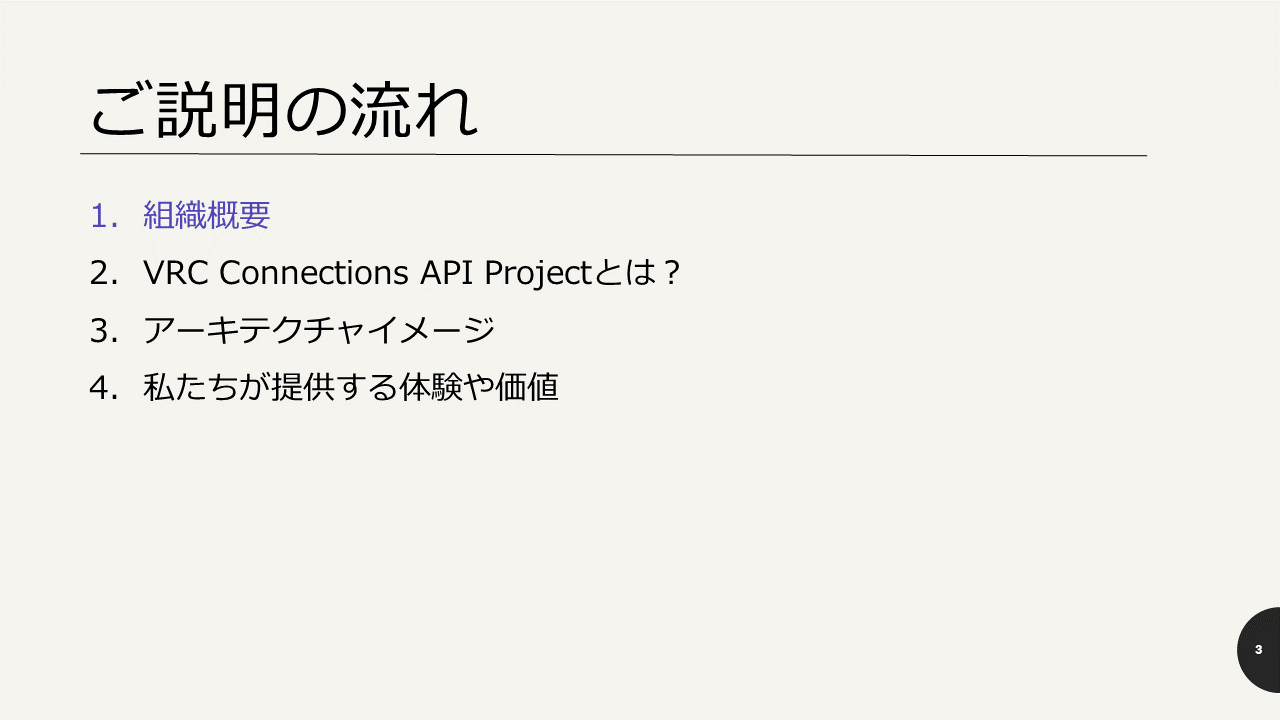 ご説明の流れ
1. 組織概要
2. VRC Connections API Projectとは？
3. アーキテクチャイメージ
4. 私たちが提供する体験や価値
3